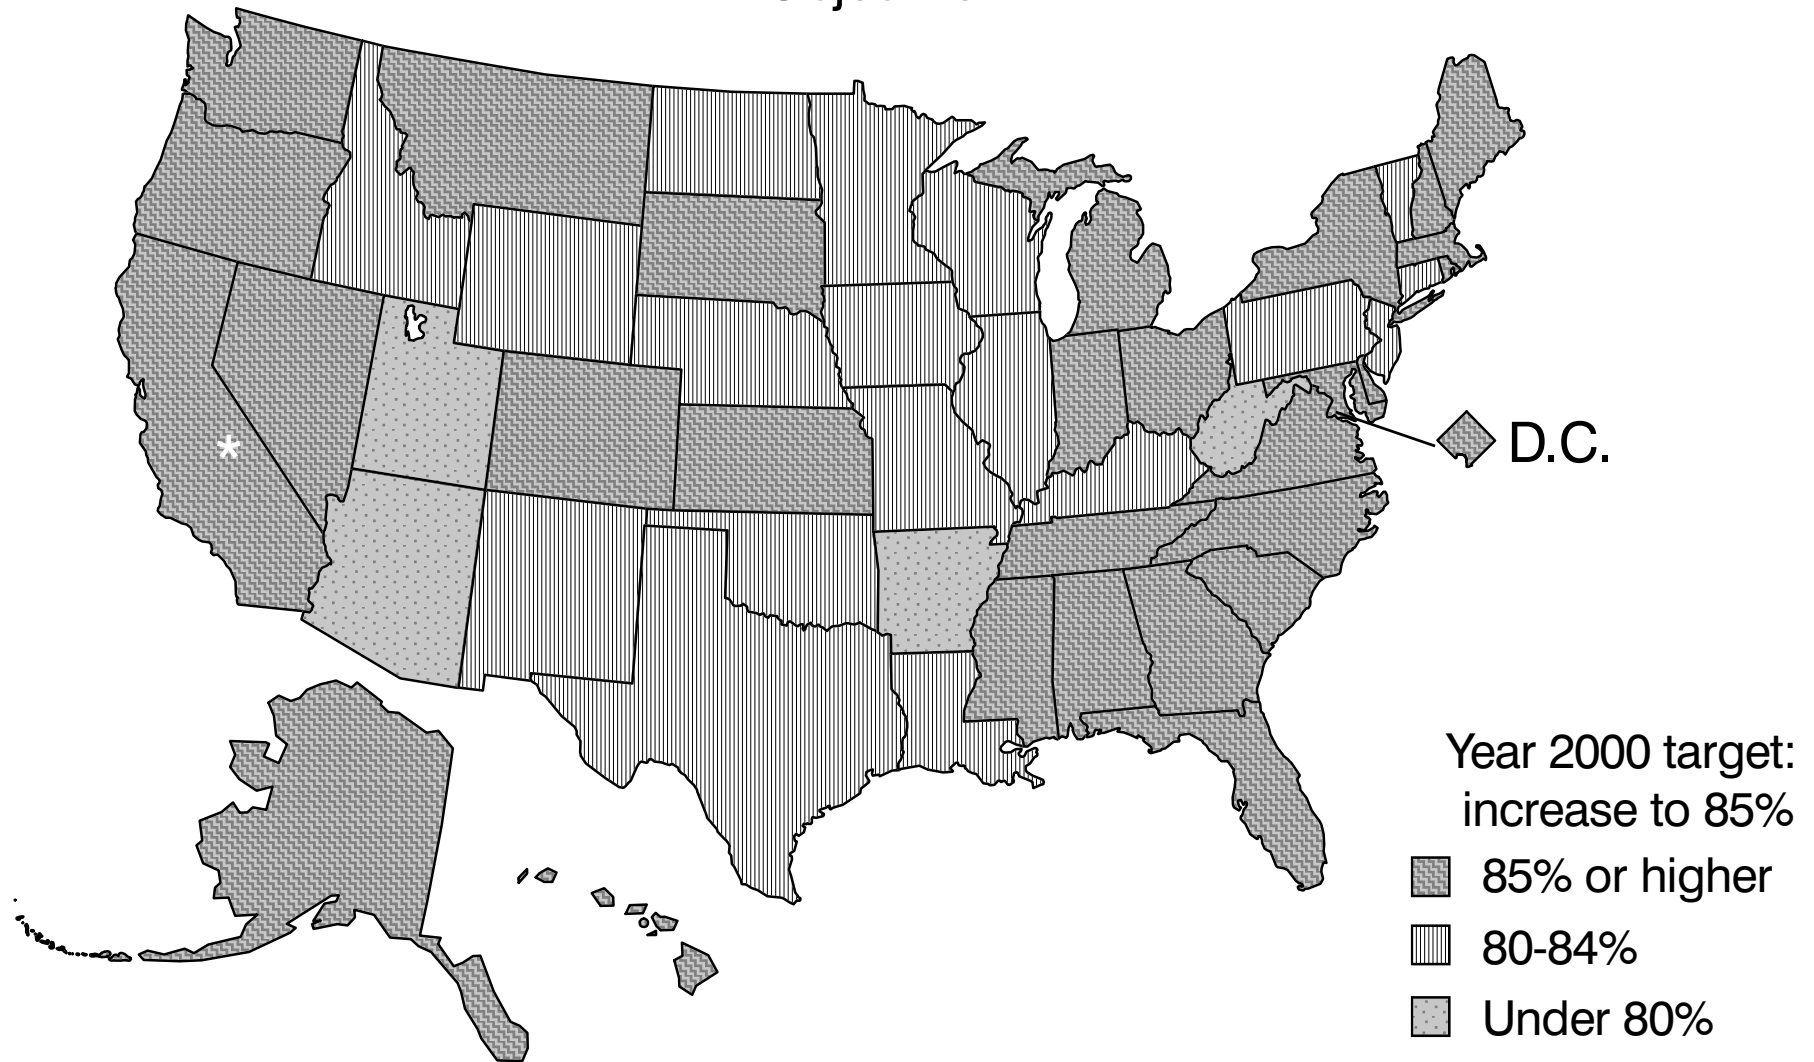 *
D.C.
Year 2000 target:
increase to 85%
85% or higher
80-84%
Under 80%